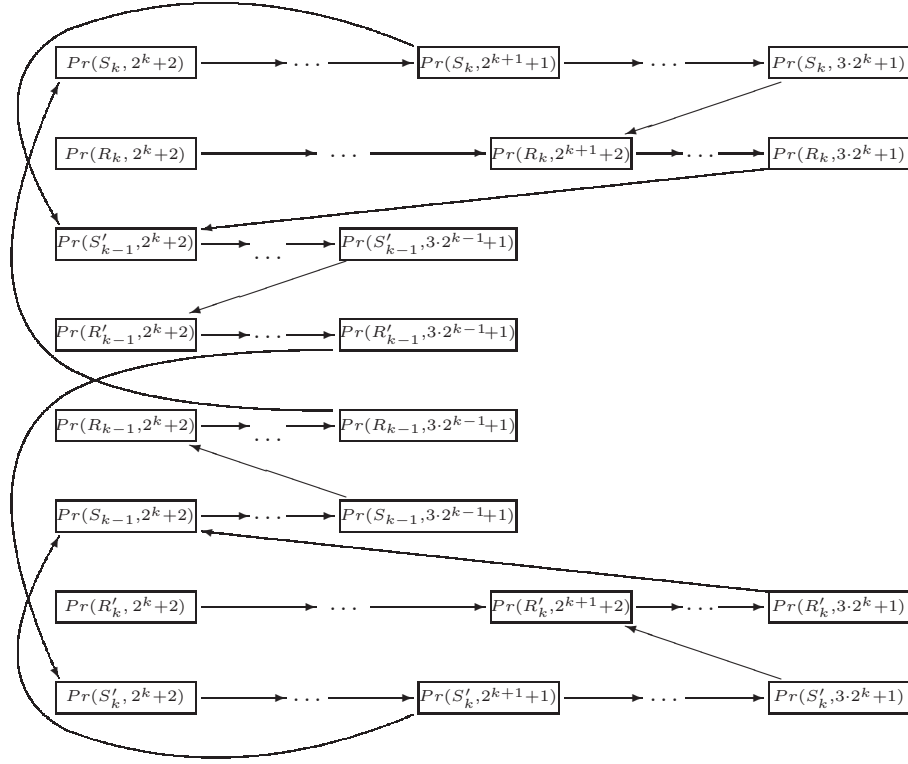 Pr(S_k, 2^k+2) ... Pr(S_k, 2^{k+1}+1) ... Pr(S_k, 3·2^k+1)
Pr(R_k, 2^k+2) ... Pr(R_k, 2^{k+1}+2) ... Pr(R_k, 3·2^k+1)
Pr(S'_{k-1}, 2^k+2) ... Pr(S'_{k-1}, 3·2^{k-1}+1)
Pr(R'_{k-1}, 2^k+2) ... Pr(R'_{k-1}, 3·2^{k-1}+1)
Pr(R_{k-1}, 2^k+2) ... Pr(R_{k-1}, 3·2^{k-1}+1)
Pr(S_{k-1}, 2^k+2) ... Pr(S_{k-1}, 3·2^{k-1}+1)
Pr(R'_k, 2^k+2) ... Pr(R'_k, 2^{k+1}+2) ... Pr(R'_k, 3·2^k+1)
Pr(S'_k, 2^k+2) ... Pr(S'_k, 2^{k+1}+1) ... Pr(S'_k, 3·2^k+1)